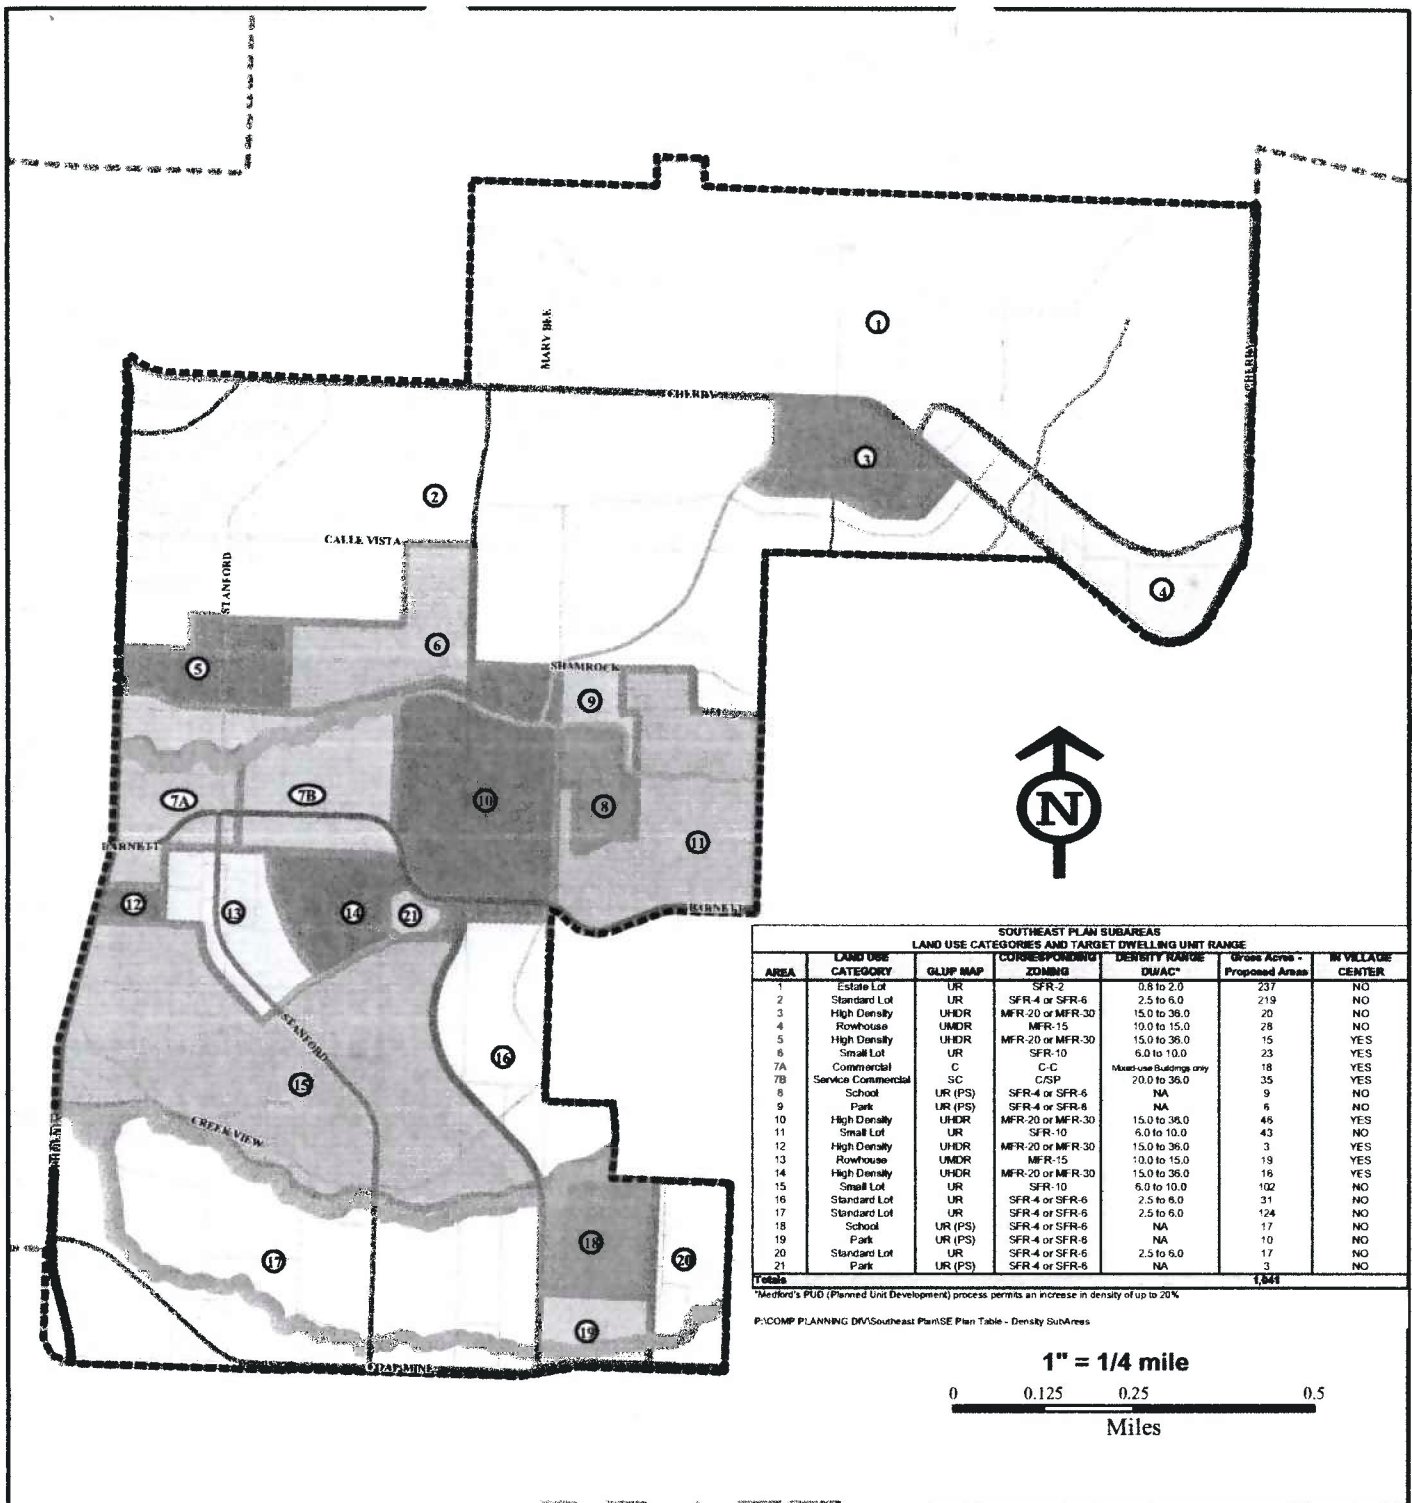 MARY BEE
1
CHERRY
CHERRY
3
2
CALLE VISTA
STANFORD
4
6
5
SHAMROCK
9
7A
7B
10
8
N
11
BARNETT
12
13
14
21
BARNETT
STANFORD
16
15
CREEK VIEW
18
17
20
19
COAL MINE
SOUTHEAST PLAN SUBAREAS
LAND USE CATEGORIES AND TARGET DWELLING UNIT RANGE
AREA LAND USE CATEGORY GLUP MAP CORRESPONDING ZONING DENSITY RANGE DU/AC* Gross Acres - Proposed Areas IN VILLAGE CENTER
1 Estate Lot UR SFR-2 0.8 to 2.0 237 NO
2 Standard Lot UR SFR-4 or SFR-6 2.5 to 6.0 219 NO
3 High Density UHDR MFR-20 or MFR-30 15.0 to 36.0 20 NO
4 Rowhouse UMDR MFR-15 10.0 to 15.0 28 NO
5 High Density UHDR MFR-20 or MFR-30 15.0 to 36.0 15 YES
6 Small Lot UR SFR-10 6.0 to 10.0 23 YES
7A Commercial C C-C Mixed-use Buildings only 18 YES
7B Service Commercial SC C/SP 20.0 to 36.0 35 YES
8 School UR (PS) SFR-4 or SFR-6 NA 9 NO
9 Park UR (PS) SFR-4 or SFR-6 NA 6 NO
10 High Density UHDR MFR-20 or MFR-30 15.0 to 36.0 46 YES
11 Small Lot UR SFR-10 6.0 to 10.0 43 NO
12 High Density UHDR MFR-20 or MFR-30 15.0 to 36.0 3 YES
13 Rowhouse UMDR MFR-15 10.0 to 15.0 19 YES
14 High Density UHDR MFR-20 or MFR-30 15.0 to 36.0 16 YES
15 Small Lot UR SFR-10 6.0 to 10.0 102 NO
16 Standard Lot UR SFR-4 or SFR-6 2.5 to 6.0 31 NO
17 Standard Lot UR SFR-4 or SFR-6 2.5 to 6.0 124 NO
18 School UR (PS) SFR-4 or SFR-6 NA 17 NO
19 Park UR (PS) SFR-4 or SFR-6 NA 10 NO
20 Standard Lot UR SFR-4 or SFR-6 2.5 to 6.0 17 NO
21 Park UR (PS) SFR-4 or SFR-6 NA 3 NO
Totals 1,041
*Medford's PUD (Planned Unit Development) process permits an increase in density of up to 20%
P:\COMP PLANNING DIV\Southeast Plan\SE Plan Table - Density SubAreas
1" = 1/4 mile
0 0.125 0.25 0.5
Miles